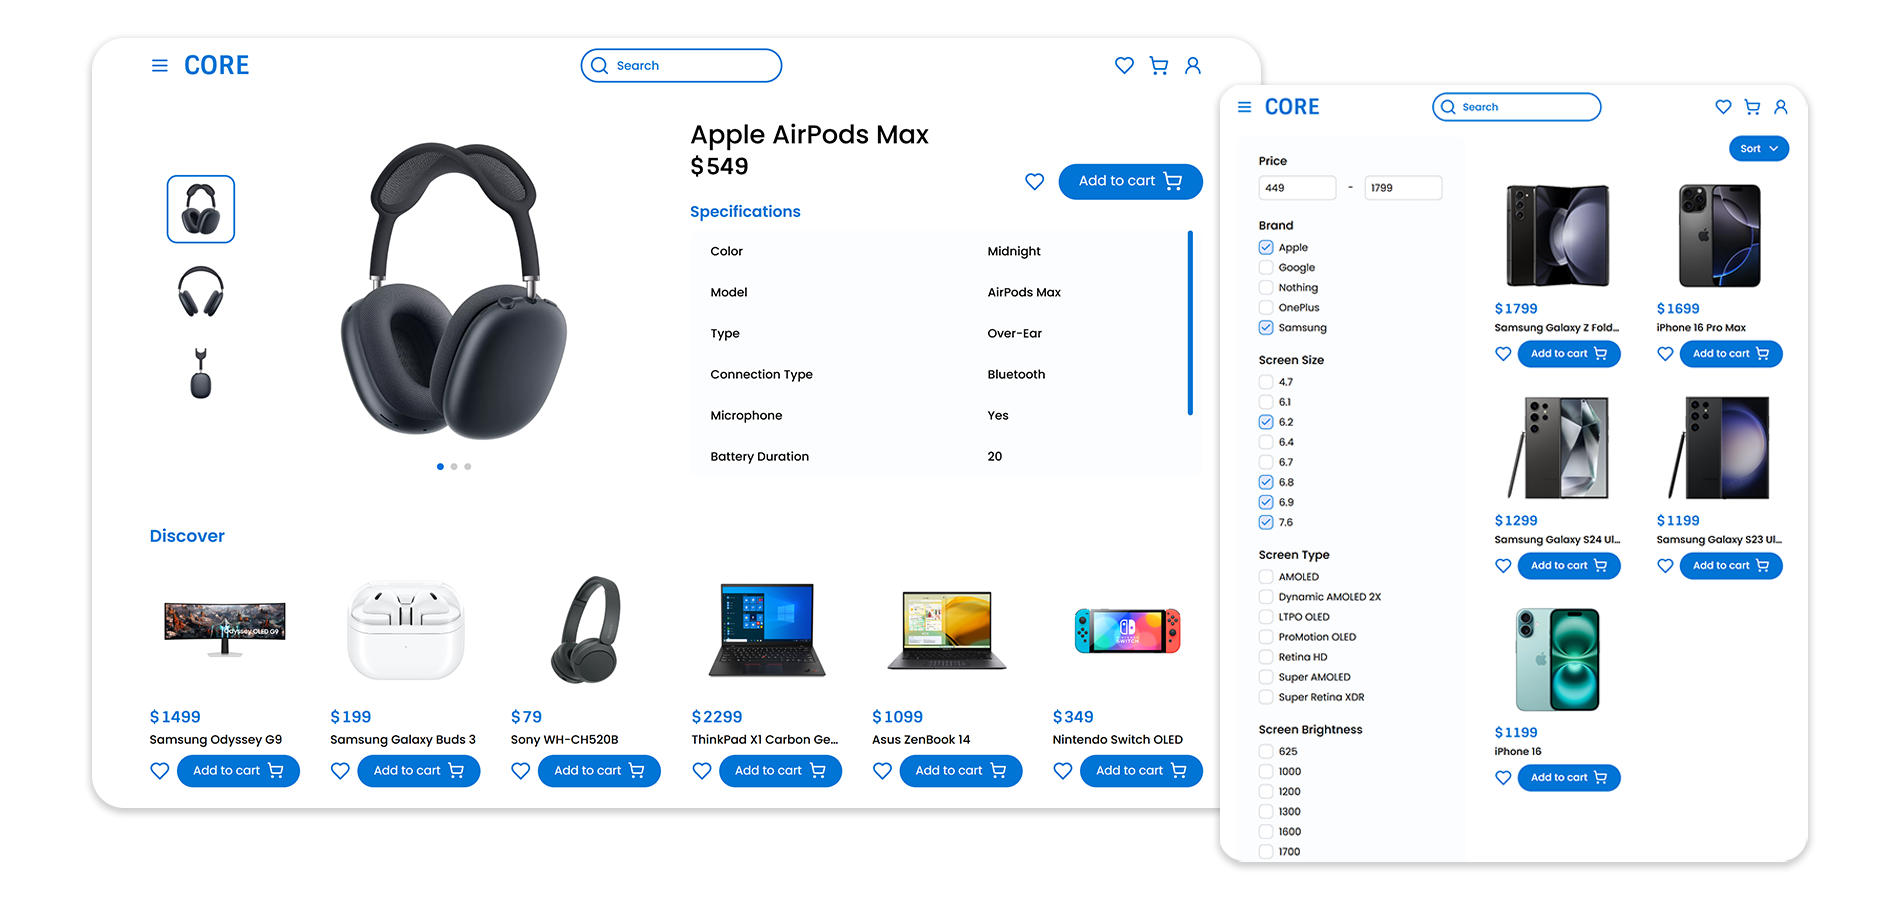 CORE
Search
Apple AirPods Max
$549
Add to cart
Specifications
Color Midnight
Model AirPods Max
Type Over-Ear
Connection Type Bluetooth
Microphone Yes
Battery Duration 20
Discover
Odyssey OLED G9
$1499
Samsung Odyssey G9
Add to cart
$199
Samsung Galaxy Buds 3
Add to cart
$79
Sony WH-CH520B
Add to cart
$2299
ThinkPad X1 Carbon Ge...
Add to cart
$1099
Asus ZenBook 14
Add to cart
NINTENDO
SWITCH
$349
Nintendo Switch OLED
Add to cart
CORE
Search
Sort
Price
449 - 1799
Brand
Apple
Google
Nothing
OnePlus
Samsung
Screen Size
4.7
6.1
6.2
6.4
6.7
6.8
6.9
7.6
Screen Type
AMOLED
Dynamic AMOLED 2X
LTPO OLED
ProMotion OLED
Retina HD
Super AMOLED
Super Retina XDR
Screen Brightness
625
1000
1200
1300
1600
1700
$1799
Samsung Galaxy Z Fold...
Add to cart
$1699
iPhone 16 Pro Max
Add to cart
$1299
Samsung Galaxy S24 Ul...
Add to cart
$1199
Samsung Galaxy S23 Ul...
Add to cart
$1199
iPhone 16
Add to cart